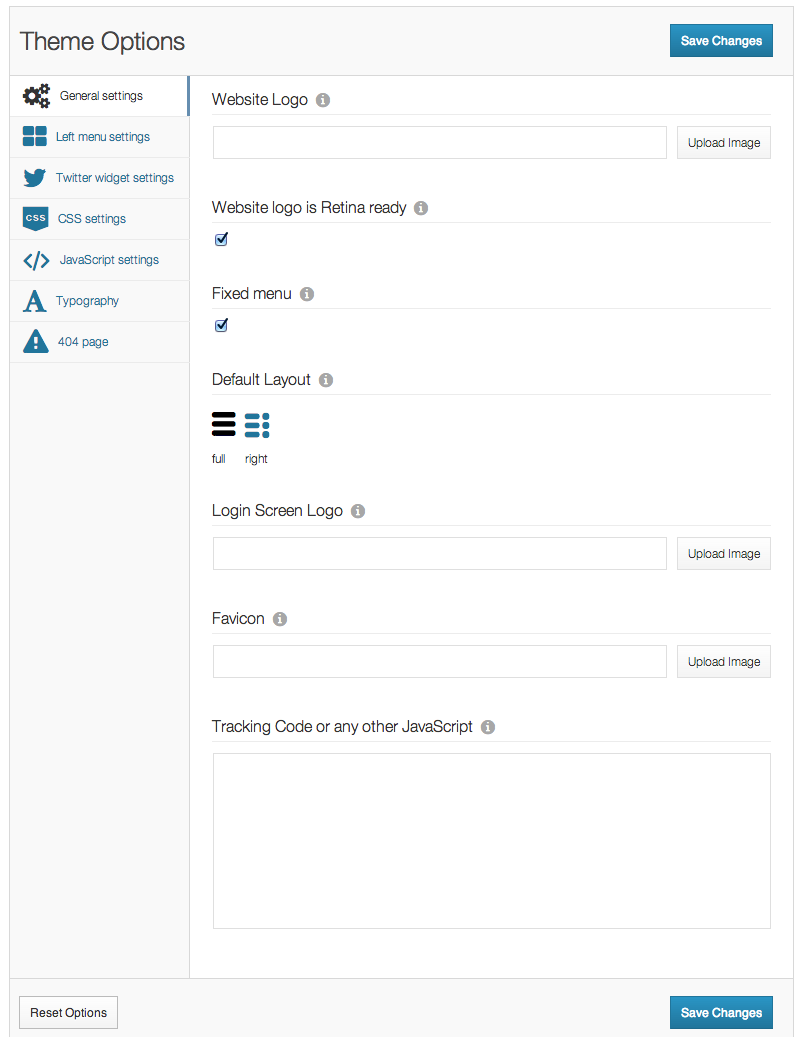 Theme Options
Save Changes
General settings
Left menu settings
Twitter widget settings
CSS
CSS settings
JavaScript settings
Typography
404 page
Website Logo
Upload Image
Website logo is Retina ready
Fixed menu
Default Layout
full right
Login Screen Logo
Upload Image
Favicon
Upload Image
Tracking Code or any other JavaScript
Reset Options
Save Changes